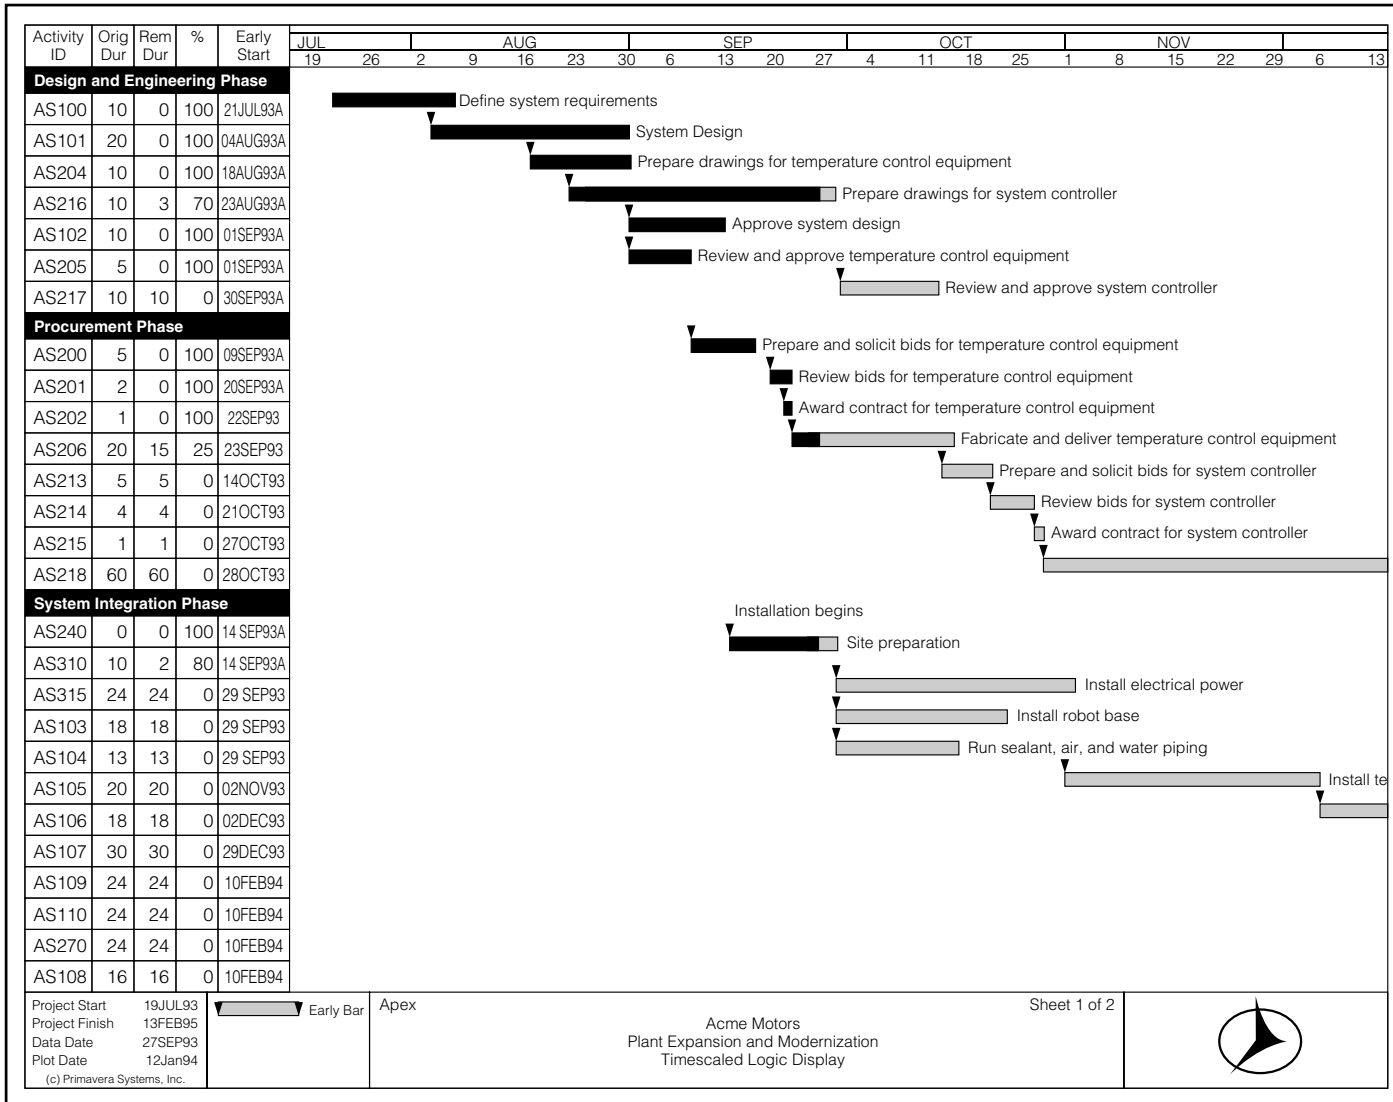 Activity ID Orig Dur Rem Dur % Early Start
JUL AUG SEP OCT NOV
19 26 2 9 16 23 30 6 13 20 27 4 11 18 25 1 8 15 22 29 6 13
Design and Engineering Phase
AS100 10 0 100 21JUL93A Define system requirements
AS101 20 0 100 04AUG93A System Design
AS204 10 0 100 18AUG93A Prepare drawings for temperature control equipment
AS216 10 3 70 23AUG93A Prepare drawings for system controller
AS102 10 0 100 01SEP93A Approve system design
AS205 5 0 100 01SEP93A Review and approve temperature control equipment
AS217 10 10 0 30SEP93A Review and approve system controller
Procurement Phase
AS200 5 0 100 09SEP93A Prepare and solicit bids for temperature control equipment
AS201 2 0 100 20SEP93A Review bids for temperature control equipment
AS202 1 0 100 22SEP93 Award contract for temperature control equipment
AS206 20 15 25 23SEP93 Fabricate and deliver temperature control equipment
AS213 5 5 0 14OCT93 Prepare and solicit bids for system controller
AS214 4 4 0 21OCT93 Review bids for system controller
AS215 1 1 0 27OCT93 Award contract for system controller
AS218 60 60 0 28OCT93
System Integration Phase
AS240 0 0 100 14 SEP93A Installation begins
AS310 10 2 80 14 SEP93A Site preparation
AS315 24 24 0 29 SEP93 Install electrical power
AS103 18 18 0 29 SEP93 Install robot base
AS104 13 13 0 29 SEP93 Run sealant, air, and water piping
AS105 20 20 0 02NOV93 Install te
AS106 18 18 0 02DEC93
AS107 30 30 0 29DEC93
AS109 24 24 0 10FEB94
AS110 24 24 0 10FEB94
AS270 24 24 0 10FEB94
AS108 16 16 0 10FEB94
Project Start 19JUL93
Project Finish 13FEB95
Data Date 27SEP93
Plot Date 12Jan94
(c) Primavera Systems, Inc.
Early Bar
Apex
Sheet 1 of 2
Acme Motors
Plant Expansion and Modernization
Timescaled Logic Display